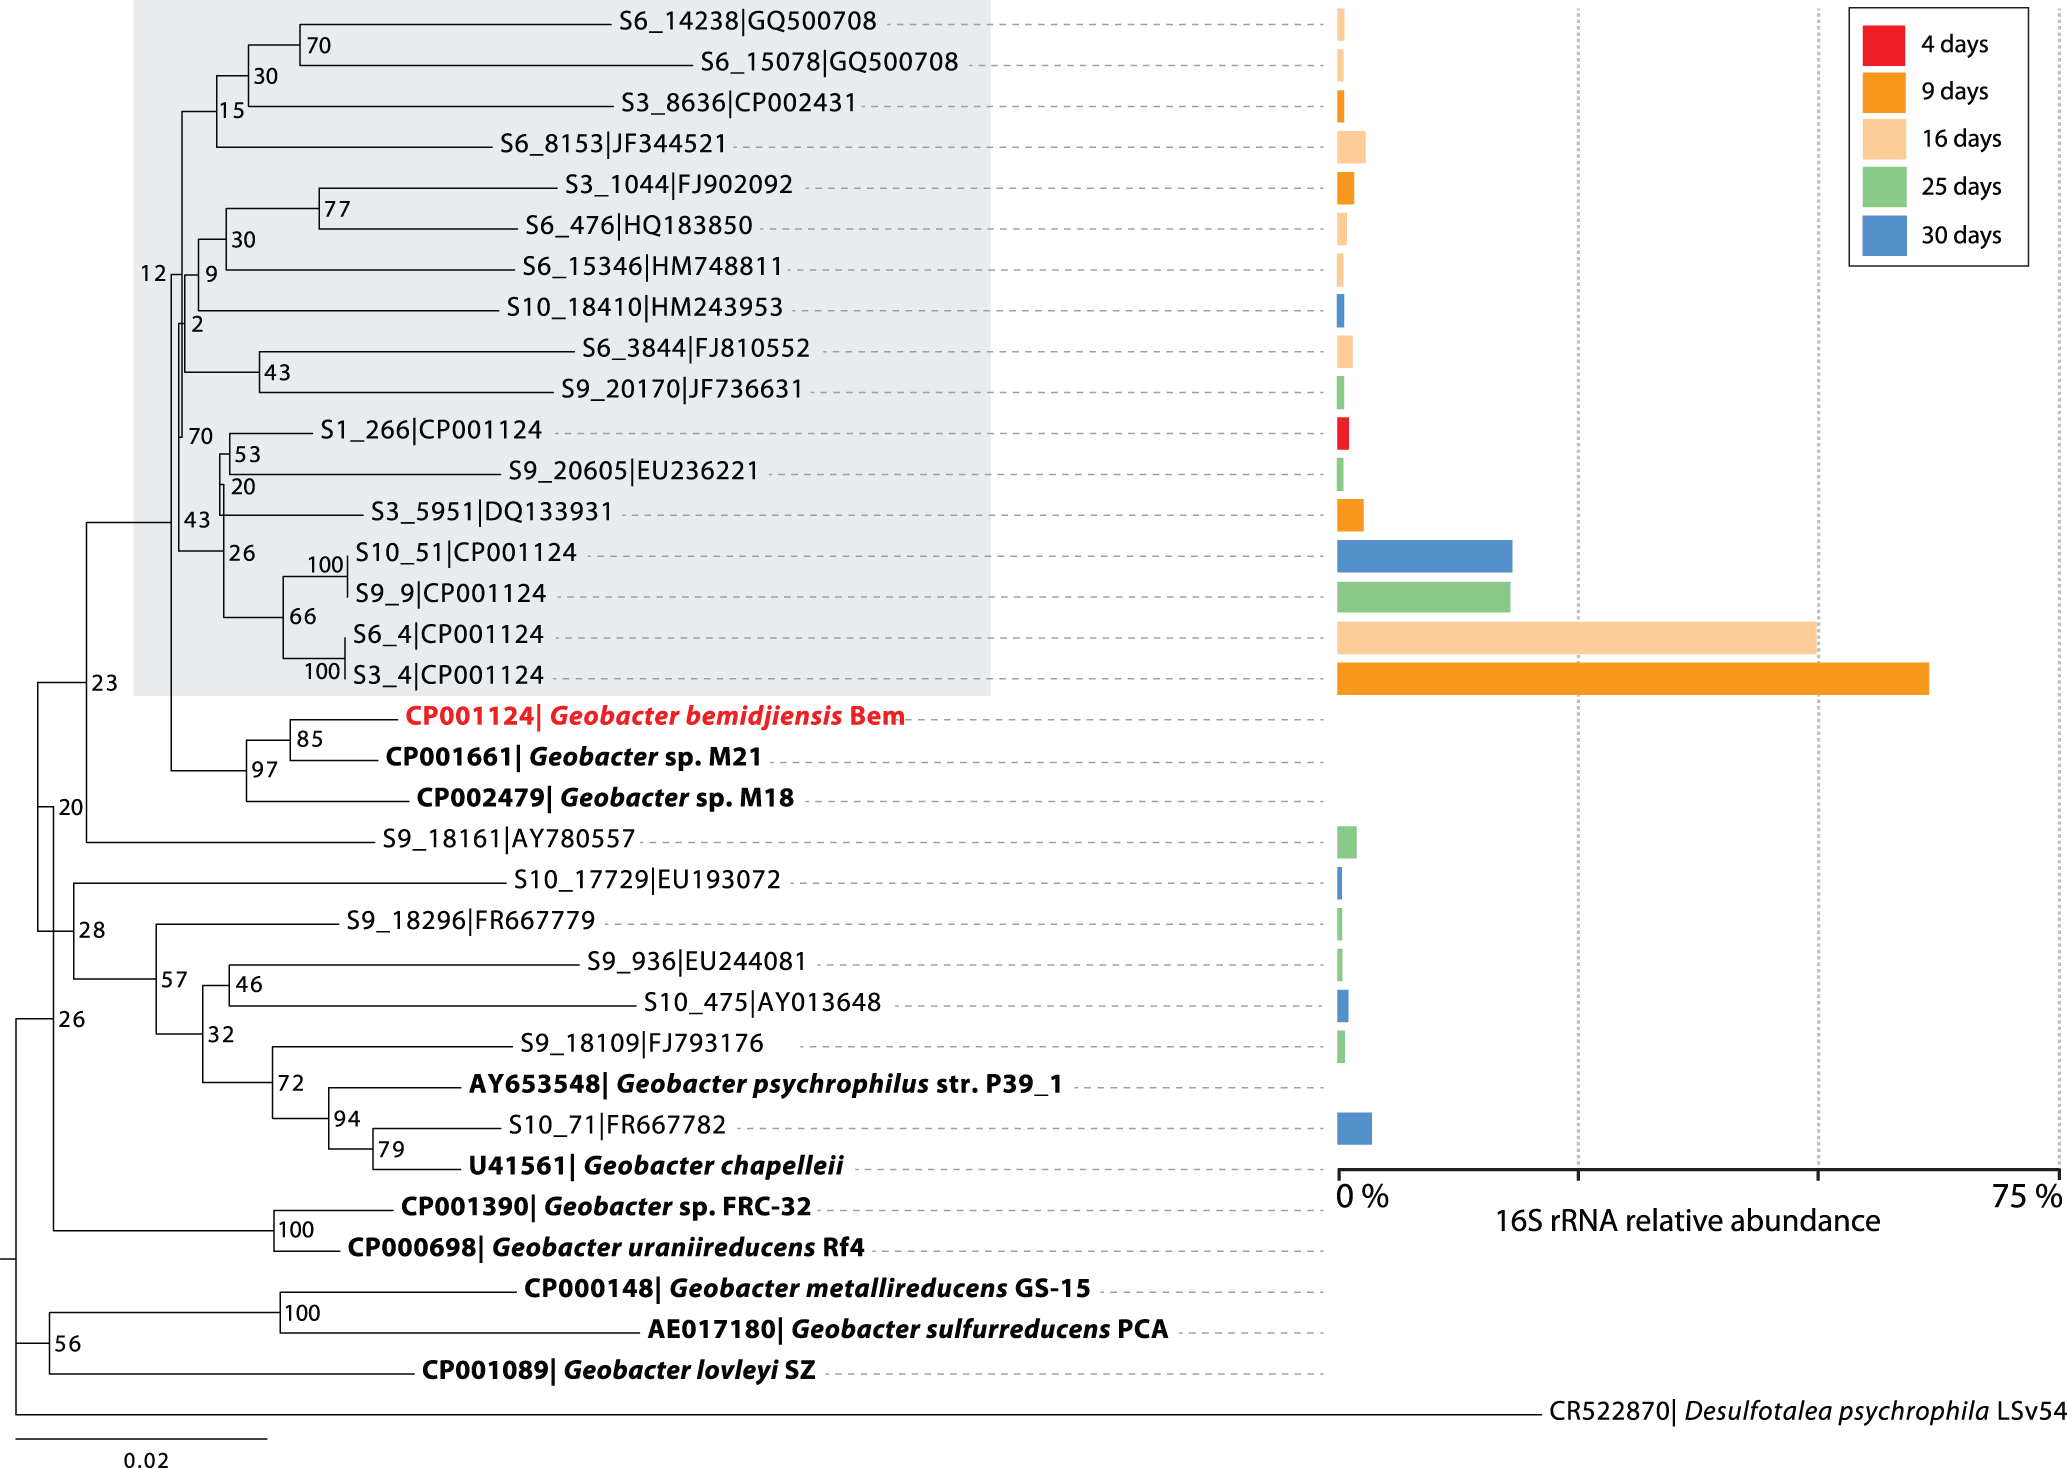 S6_14238|GQ500708
70
S6_15078|GQ500708
30
S3_8636|CP002431
15
S6_8153|JF344521
S3_1044|FJ902092
77
S6_476|HQ183850
30
S6_15346|HM748811
12
9
S10_18410|HM243953
2
S6_3844|FJ810552
43
S9_20170|JF736631
70
S1_266|CP001124
53
S9_20605|EU236221
20
S3_5951|DQ133931
43
26
S10_51|CP001124
100
S9_9|CP001124
66
S6_4|CP001124
100
S3_4|CP001124
23
CP001124| Geobacter bemidjiensis Bem
85
CP001661| Geobacter sp. M21
97
CP002479| Geobacter sp. M18
20
S9_18161|AY780557
S10_17729|EU193072
28
S9_18296|FR667779
57
S9_936|EU244081
46
S10_475|AY013648
26
32
S9_18109|FJ793176
72
AY653548| Geobacter psychrophilus str. P39_1
94
S10_71|FR667782
79
U41561| Geobacter chapelleii
CP001390| Geobacter sp. FRC-32
100
CP000698| Geobacter uraniireducens Rf4
CP000148| Geobacter metallireducens GS-15
100
AE017180| Geobacter sulfurreducens PCA
56
CP001089| Geobacter lovleyi SZ
CR522870| Desulfotalea psychrophila LSv54
0.02
4 days
9 days
16 days
25 days
30 days
0 %
75 %
16S rRNA relative abundance